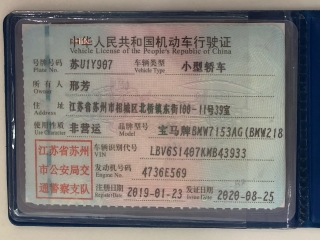 中华人民共和国机动车行驶证
Vehicle License of the People's Republic of China
号牌号码 苏U1Y907 车辆类型 小型轿车
Plate No. Vehicle Type
所有人 邢芳
Owner
住址 江苏省苏州市相城区北桥镇东街100-11号39室
Address
使用性质 非营运 品牌型号 宝马牌BMW7153AG(BMW218
Use Character Model
江苏省苏州市公安局交通警察支队
车辆识别代号 LBV6S1407KMB43933
VIN
发动机号码 4736E569
Engine No.
注册日期 2019-01-23 发证日期 2020-08-25
Register Date Issue Date